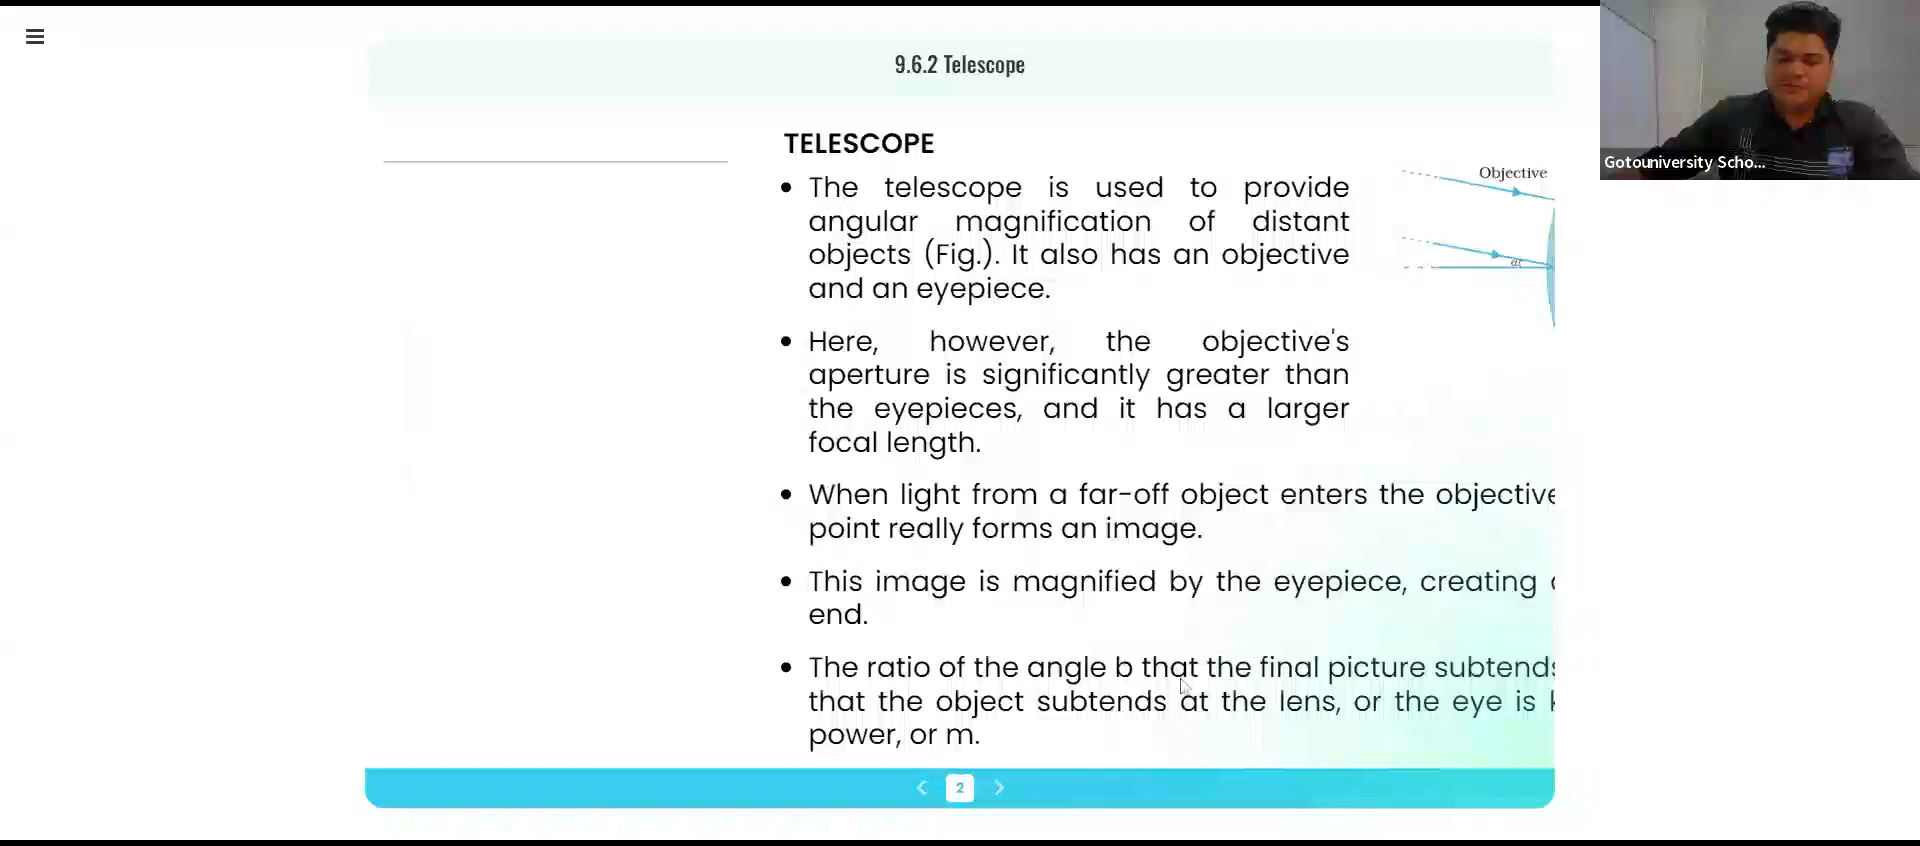 9.6.2 Telescope
TELESCOPE
• The telescope is used to provide
angular magnification of distant
objects (Fig.). It also has an objective
and an eyepiece.
• Here, however, the objective's
aperture is significantly greater than
the eyepieces, and it has a larger
focal length.
• When light from a far-off object enters the objective
point really forms an image.
• This image is magnified by the eyepiece, creating
end.
• The ratio of the angle b that the final picture subtends
that the object subtends at the lens, or the eye is
power, or m.
Objective
α
2
Gotouniversity Scho...